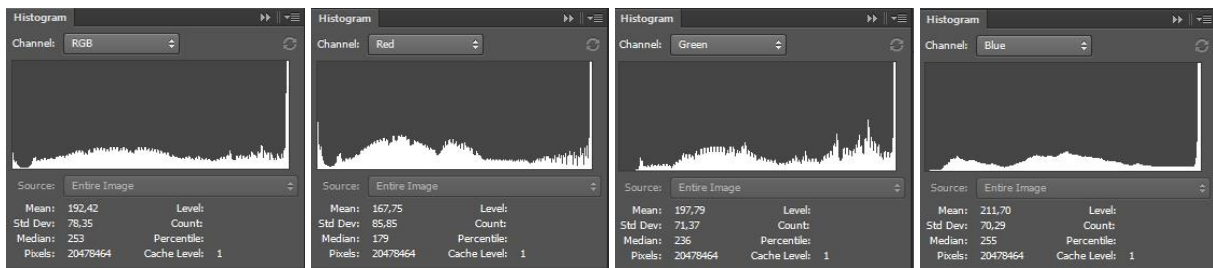 Histogram
Channel: RGB
Source: Entire Image
Mean: 192,42 Level:
Std Dev: 78,35 Count:
Median: 253 Percentile:
Pixels: 20478464 Cache Level: 1
Histogram
Channel: Red
Source: Entire Image
Mean: 167,75 Level:
Std Dev: 85,85 Count:
Median: 179 Percentile:
Pixels: 20478464 Cache Level: 1
Histogram
Channel: Green
Source: Entire Image
Mean: 197,79 Level:
Std Dev: 71,37 Count:
Median: 236 Percentile:
Pixels: 20478464 Cache Level: 1
Histogram
Channel: Blue
Source: Entire Image
Mean: 211,70 Level:
Std Dev: 70,29 Count:
Median: 255 Percentile:
Pixels: 20478464 Cache Level: 1